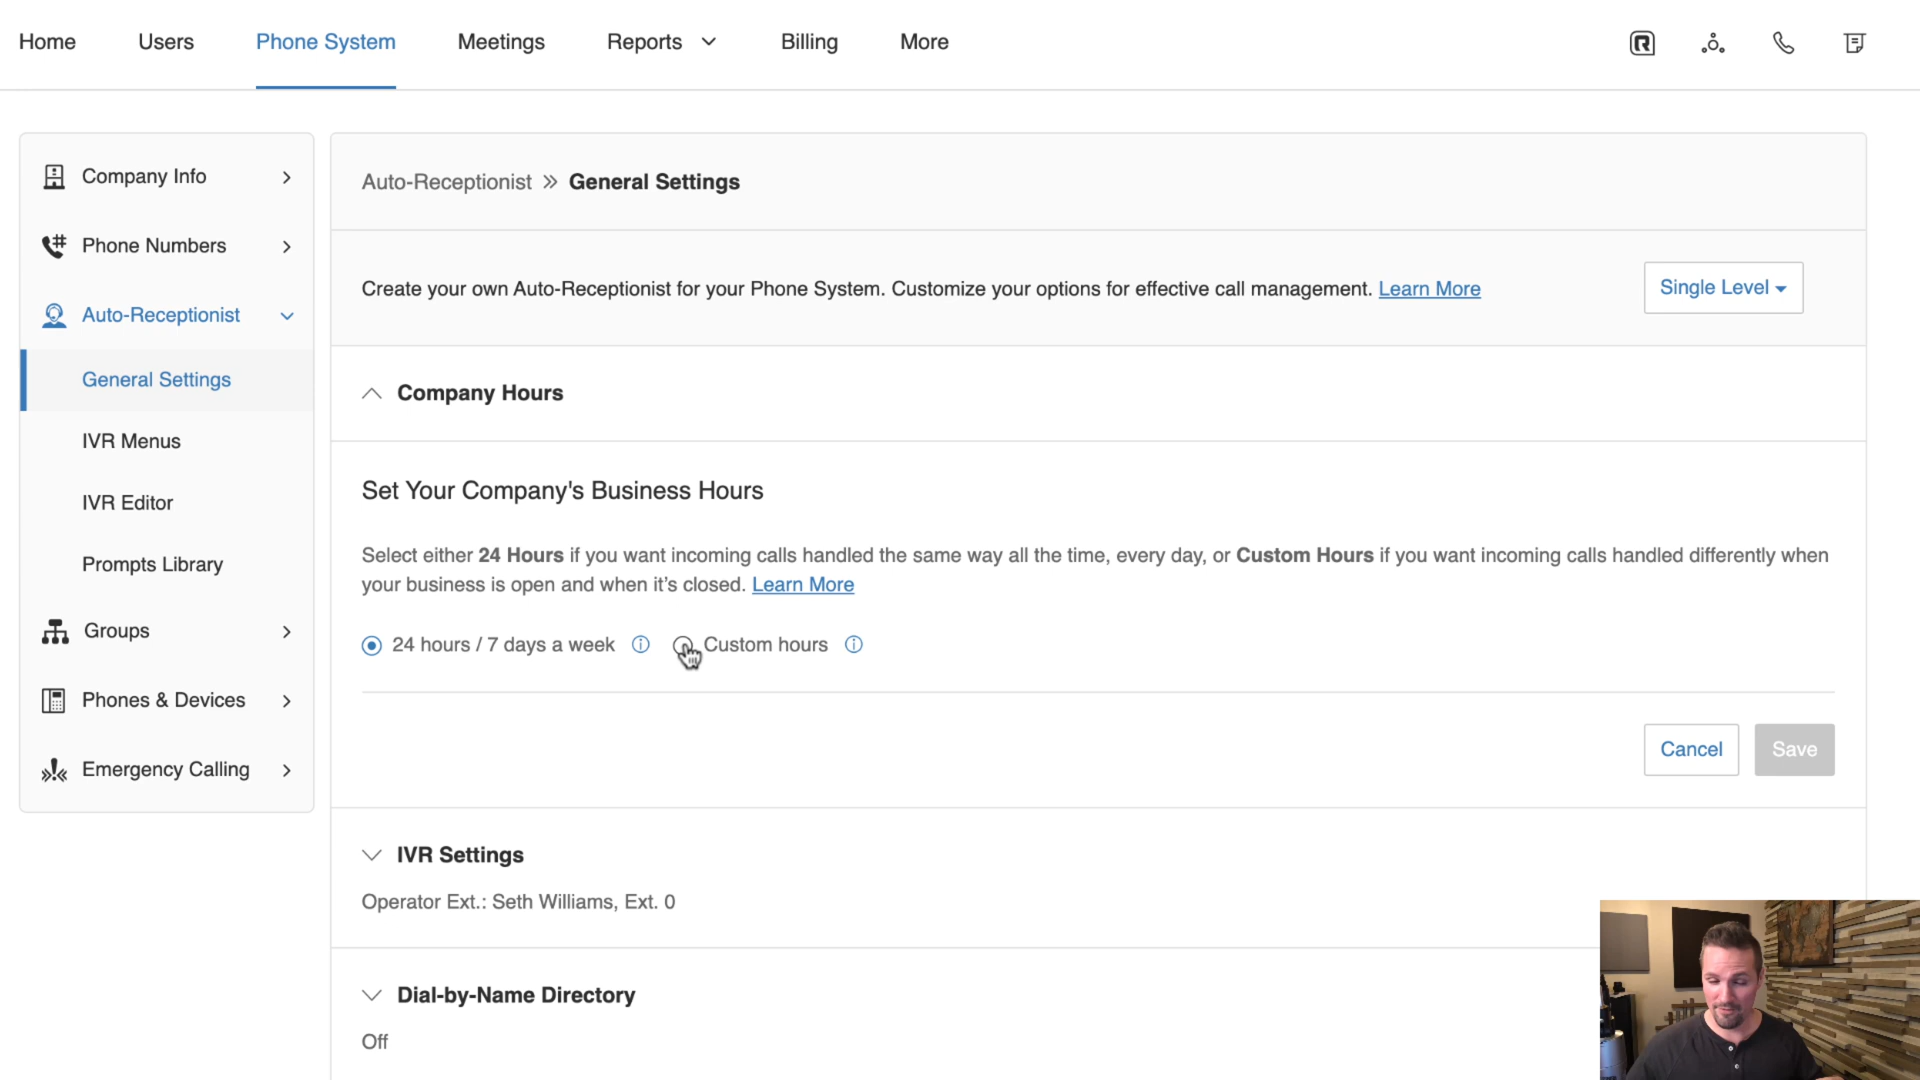 Home Users Phone System Meetings Reports Billing More
Company Info
Phone Numbers
Auto-Receptionist
General Settings
IVR Menus
IVR Editor
Prompts Library
Groups
Phones & Devices
Emergency Calling
Auto-Receptionist » General Settings
Create your own Auto-Receptionist for your Phone System. Customize your options for effective call management. Learn More
Single Level
Company Hours
Set Your Company's Business Hours
Select either 24 Hours if you want incoming calls handled the same way all the time, every day, or Custom Hours if you want incoming calls handled differently when
your business is open and when it’s closed. Learn More
24 hours / 7 days a week Custom hours
Cancel Save
IVR Settings
Operator Ext.: Seth Williams, Ext. 0
Dial-by-Name Directory
Off